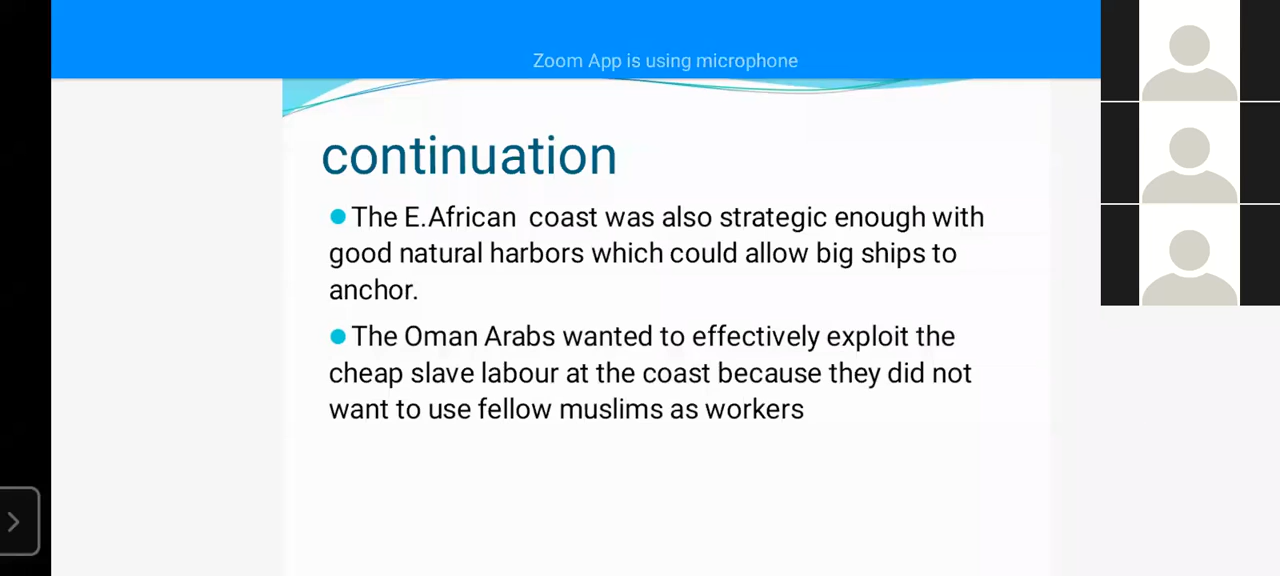 Zoom App is using microphone
continuation
The E.African coast was also strategic enough with
good natural harbors which could allow big ships to
anchor.
The Oman Arabs wanted to effectively exploit the
cheap slave labour at the coast because they did not
want to use fellow muslims as workers